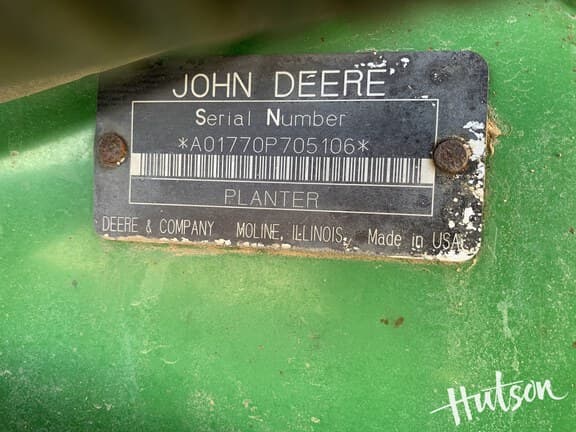 JOHN DEERE
Serial Number
*A01770P705106*
PLANTER
DEERE & COMPANY MOLINE, ILLINOIS Made in USA
Hutson